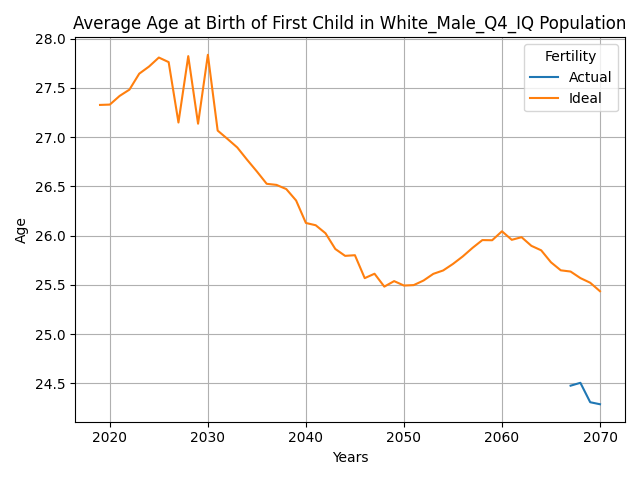 Average Age at Birth of First Child in White_Male_Q4_IQ Population
Fertility
Actual
Ideal
28.0
27.5
27.0
26.5
26.0
25.5
25.0
24.5
Age
2020
2030
2040
2050
2060
2070
Years